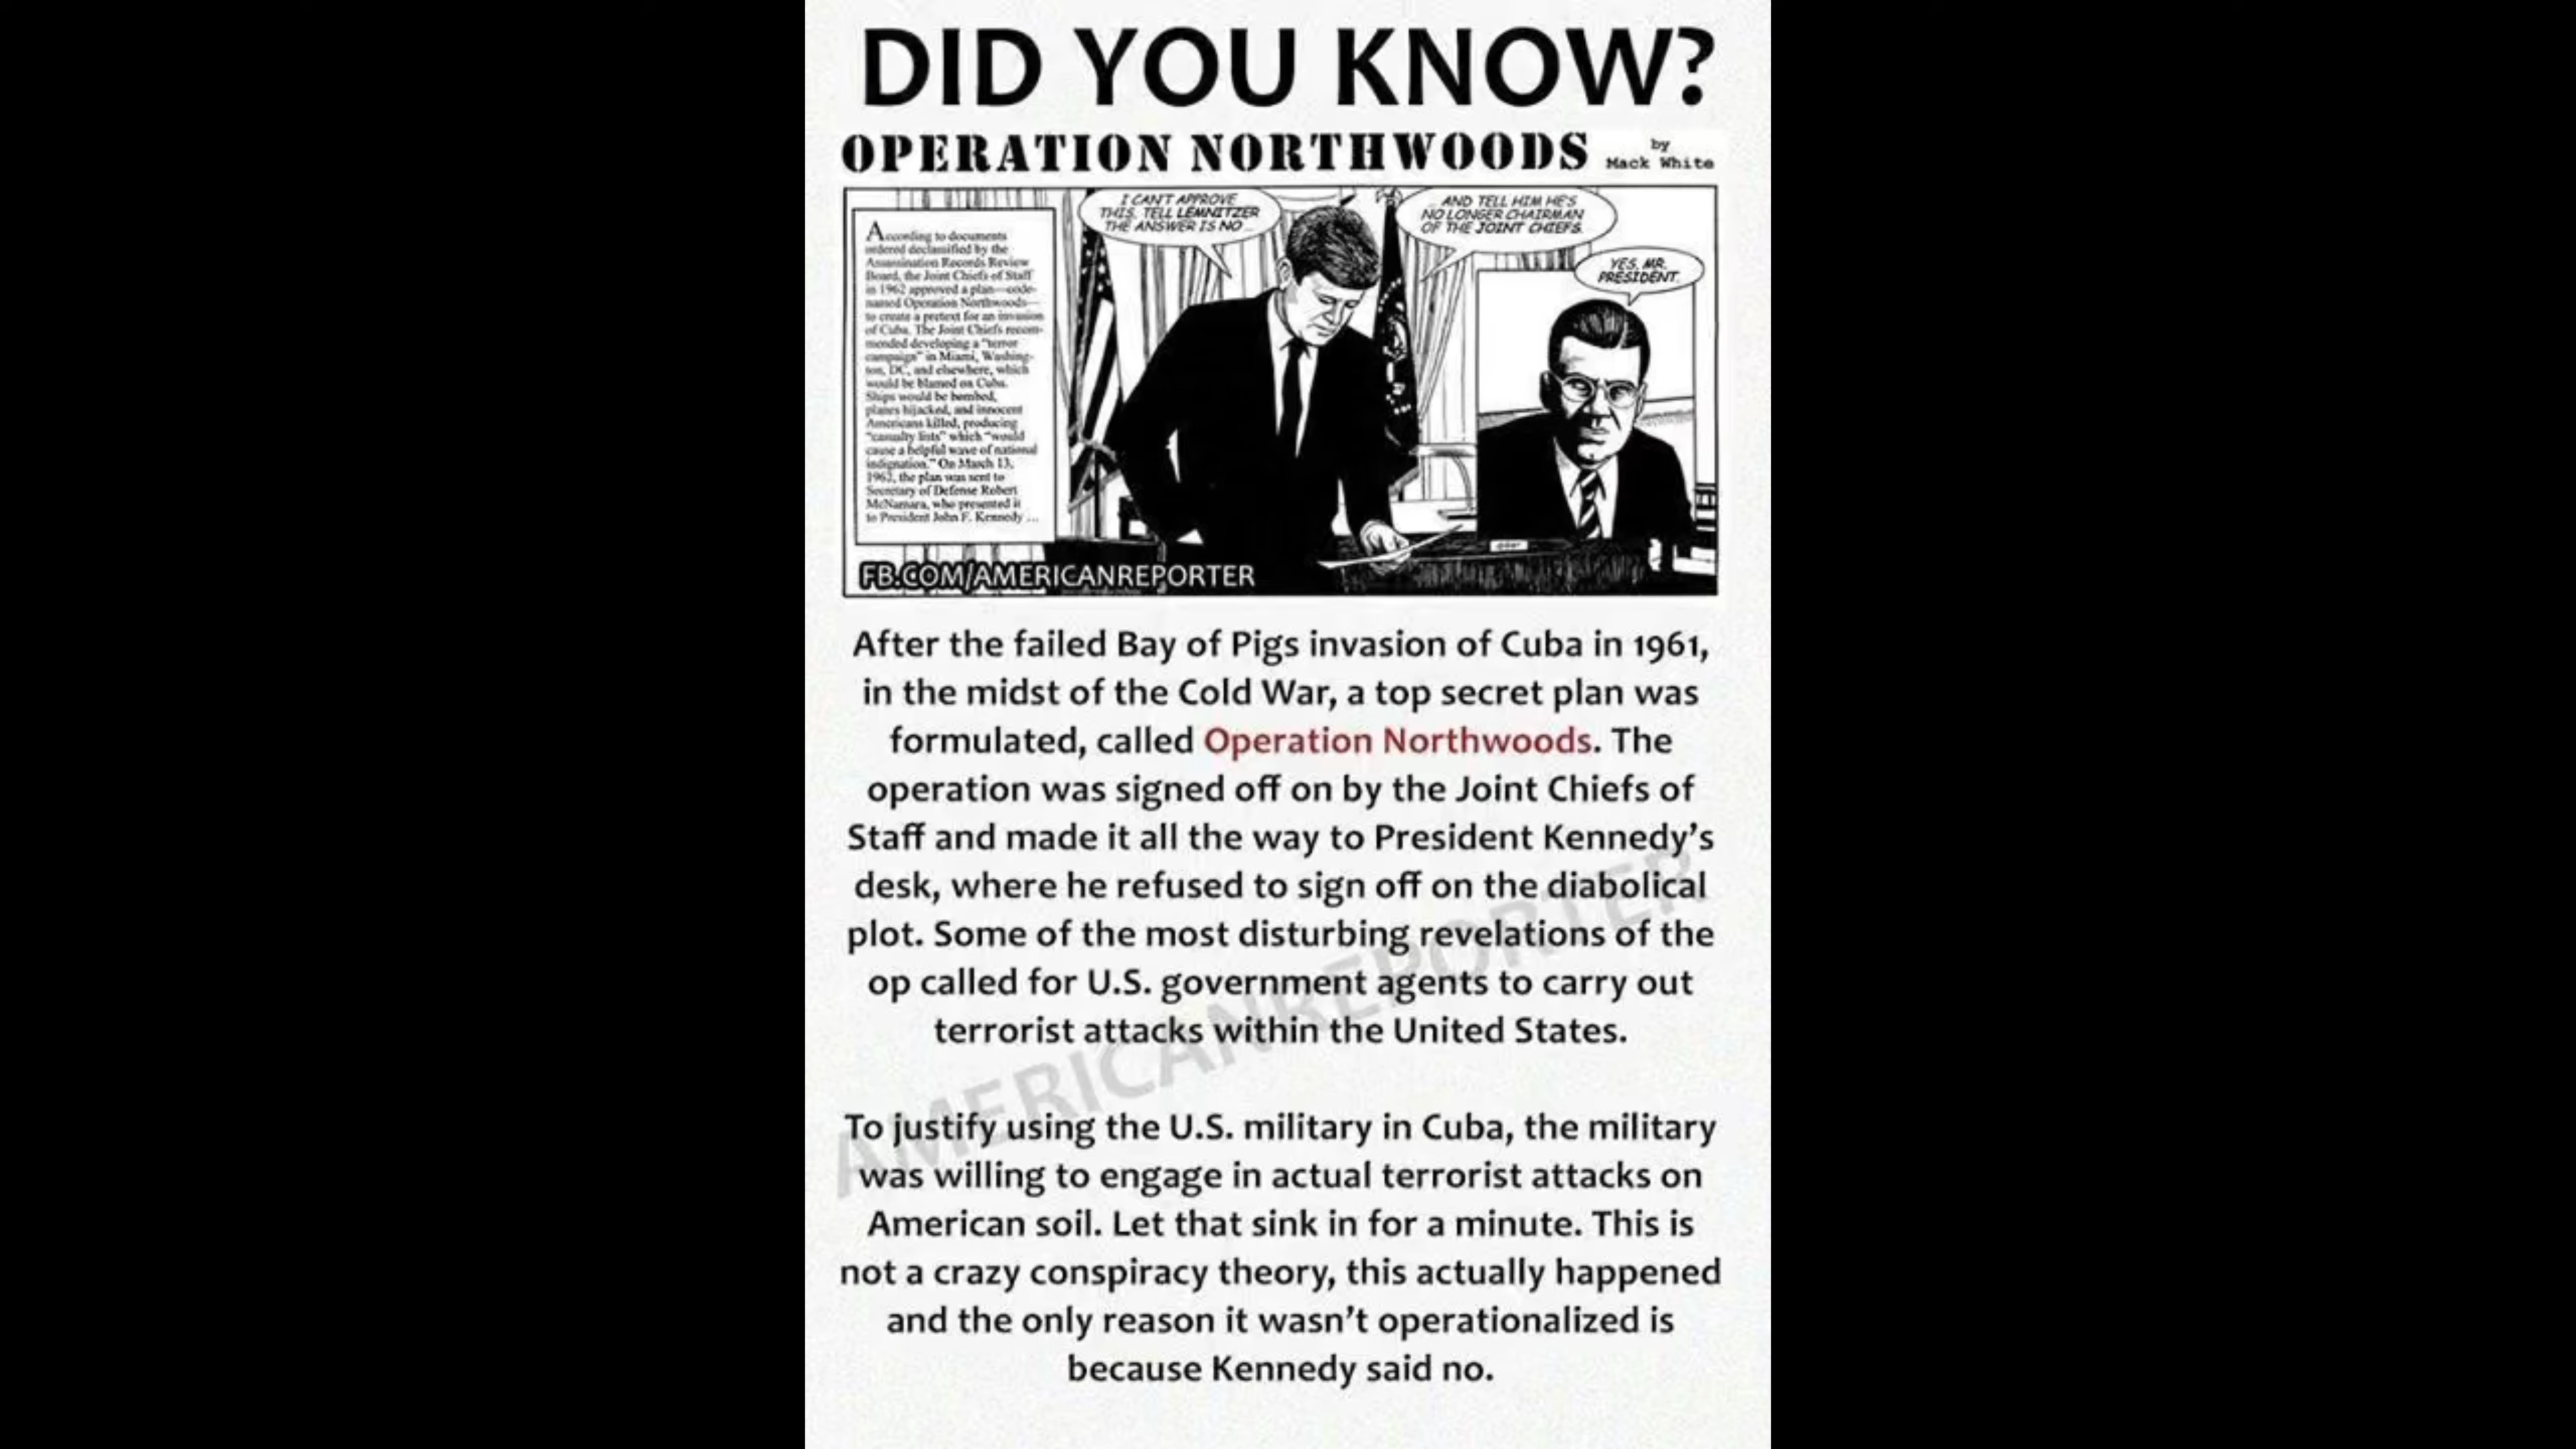 DID YOU KNOW?
OPERATION NORTHWOODS
by
Mack White
According to documents
ordered declassified by the
Assassination Records Review
Board, the Joint Chiefs of Staff
in 1962 approved a plan—code-
named Operation Northwoods—
to create a pretext for an invasion
of Cuba. The Joint Chiefs recom-
mended developing a "terror
campaign" in Miami, Washing-
ton, DC, and elsewhere, which
would be blamed on Cuba.
Ships would be bombed,
planes hijacked, and innocent
Americans killed, producing
"casualty lists" which "would
cause a helpful wave of national
indignation." On March 13,
1962, the plan was sent to
Secretary of Defense Robert
McNamara, who presented it
to President John F. Kennedy ...
I CAN'T APPROVE
THIS. TELL LEMNITZER
THE ANSWER IS NO ...
... AND TELL HIM HE'S
NO LONGER CHAIRMAN
OF THE JOINT CHIEFS.
YES, MR.
PRESIDENT.
FB.COM/AMERICANREPORTER
After the failed Bay of Pigs invasion of Cuba in 1961,
in the midst of the Cold War, a top secret plan was
formulated, called Operation Northwoods. The
operation was signed off on by the Joint Chiefs of
Staff and made it all the way to President Kennedy's
desk, where he refused to sign off on the diabolical
plot. Some of the most disturbing revelations of the
op called for U.S. government agents to carry out
terrorist attacks within the United States.
AMERICANREPORTER
To justify using the U.S. military in Cuba, the military
was willing to engage in actual terrorist attacks on
American soil. Let that sink in for a minute. This is
not a crazy conspiracy theory, this actually happened
and the only reason it wasn't operationalized is
because Kennedy said no.